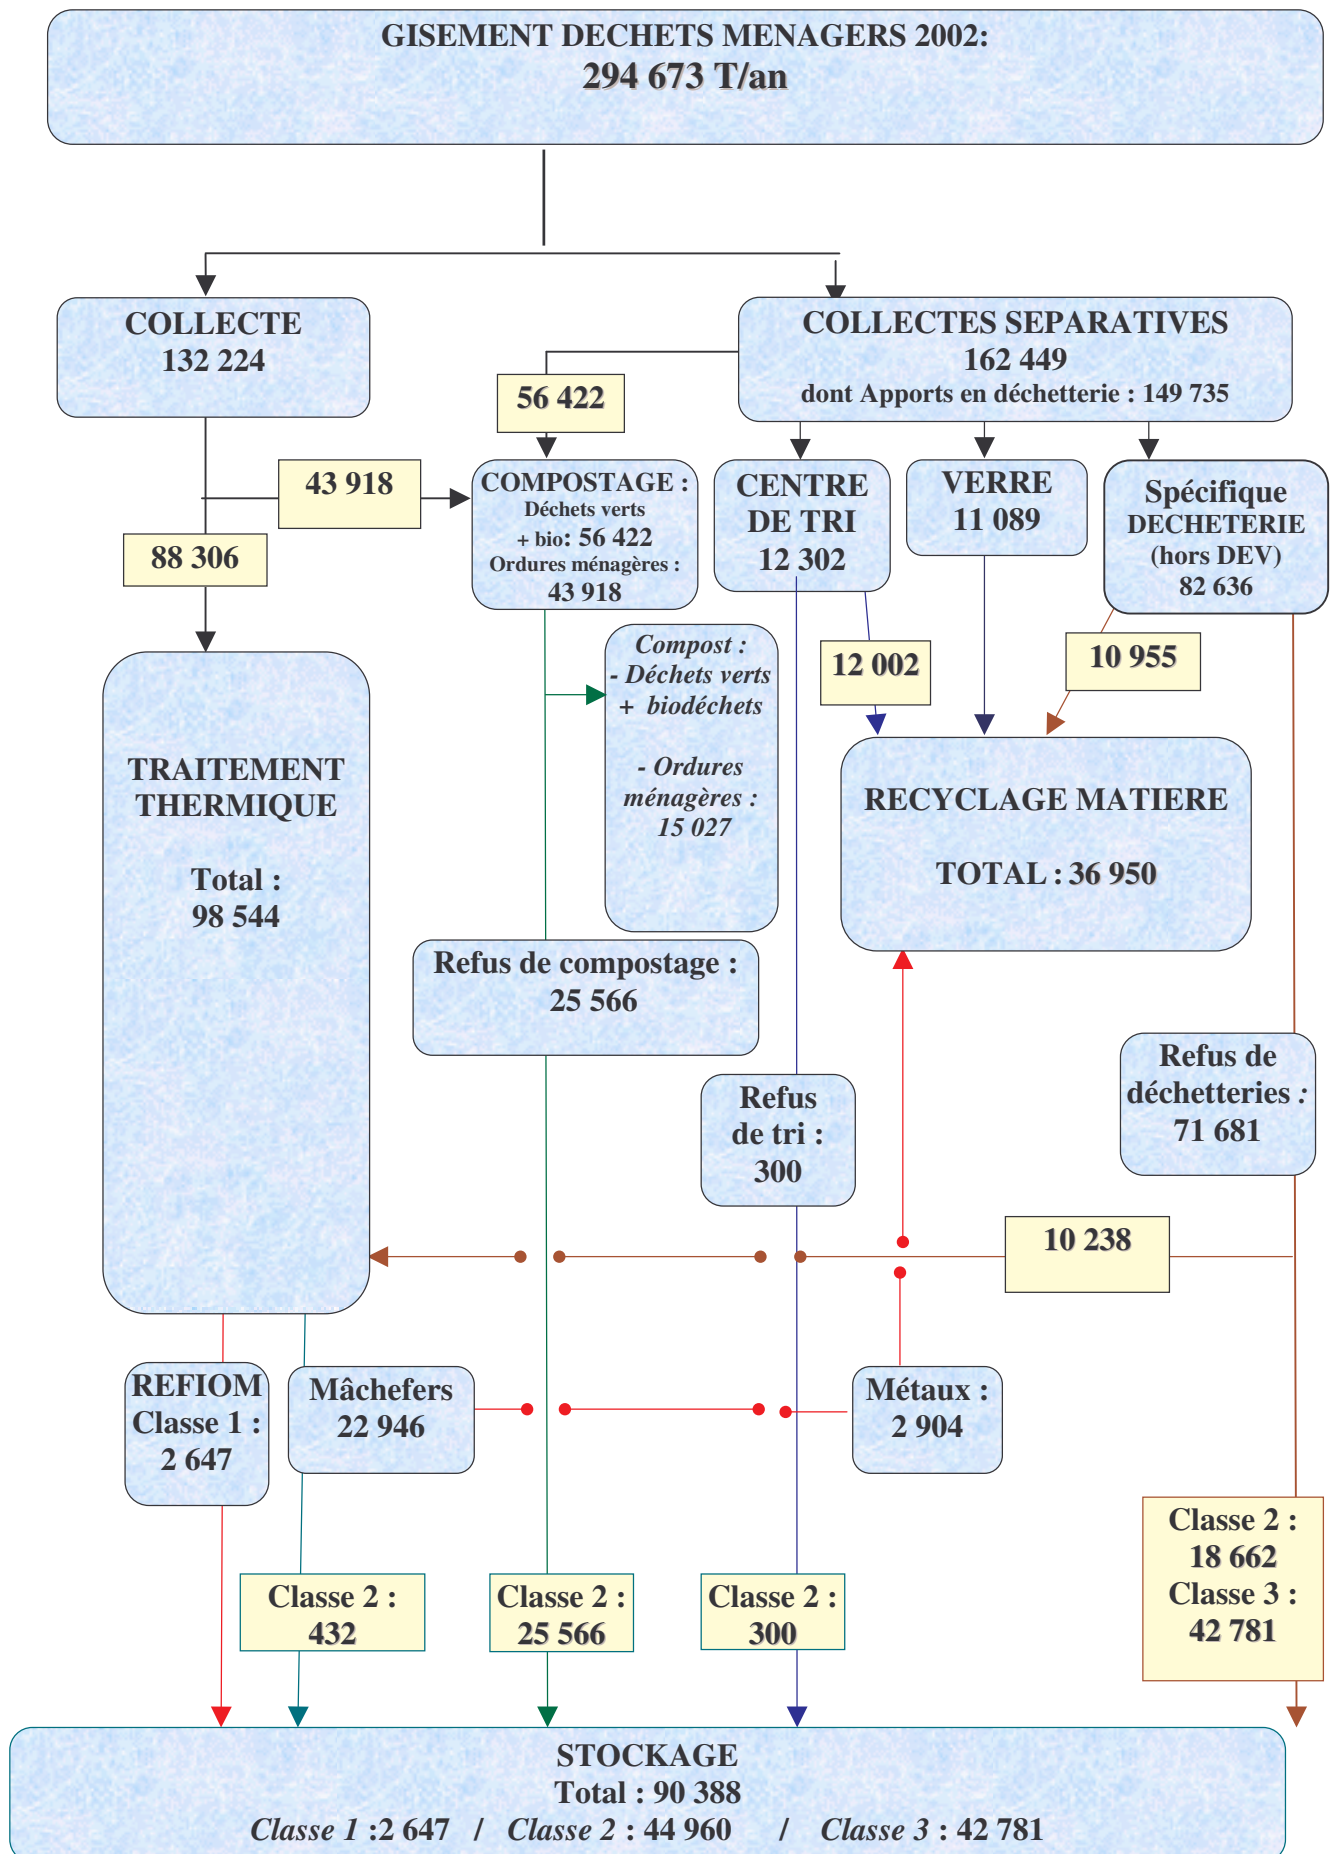 GISEMENT DECHETS MENAGERS 2002:
294 673 T/an
COLLECTE
132 224
COLLECTES SEPARATIVES
162 449
dont Apports en déchetterie : 149 735
56 422
43 918
88 306
COMPOSTAGE :
Déchets verts
+ bio: 56 422
Ordures ménagères :
43 918
CENTRE
DE TRI
12 302
VERRE
11 089
Spécifique
DECHETERIE
(hors DEV)
82 636
Compost :
- Déchets verts
+ biodéchets
- Ordures
ménagères :
15 027
12 002
10 955
TRAITEMENT
THERMIQUE
Total :
98 544
RECYCLAGE MATIERE
TOTAL : 36 950
Refus de compostage :
25 566
Refus
de tri :
300
Refus de
déchetteries :
71 681
10 238
REFIOM
Classe 1 :
2 647
Mâchefers
22 946
Métaux :
2 904
Classe 2 :
432
Classe 2 :
25 566
Classe 2 :
300
Classe 2 :
18 662
Classe 3 :
42 781
STOCKAGE
Total : 90 388
Classe 1 :2 647 / Classe 2 : 44 960 / Classe 3 : 42 781